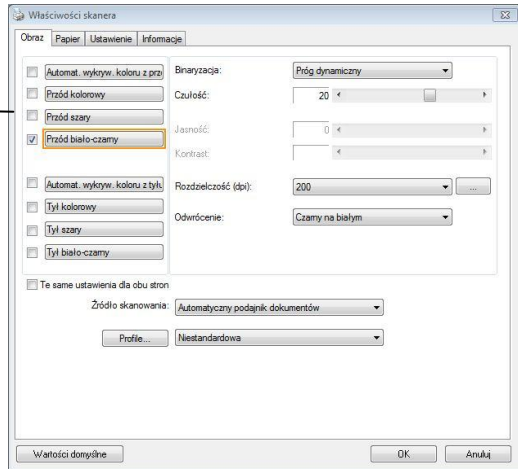 Właściwości skanera
Obraz Papier Ustawienie Informacje
Automat. wykryw. koloru z prz
Przód kolorowy
Przód szary
Przód biało-czarny
Automat. wykryw. koloru z tyłu
Tył kolorowy
Tył szary
Tył biało-czarny
Binaryzacja: Próg dynamiczny
Czułość: 20
Jasność: 0
Kontrast:
Rozdzielczość (dpi): 200 ...
Odwrócenie: Czarny na białym
Te same ustawienia dla obu stron
Źródło skanowania: Automatyczny podajnik dokumentów
Profile... Niestandardowa
Wartości domyślne OK Anuluj